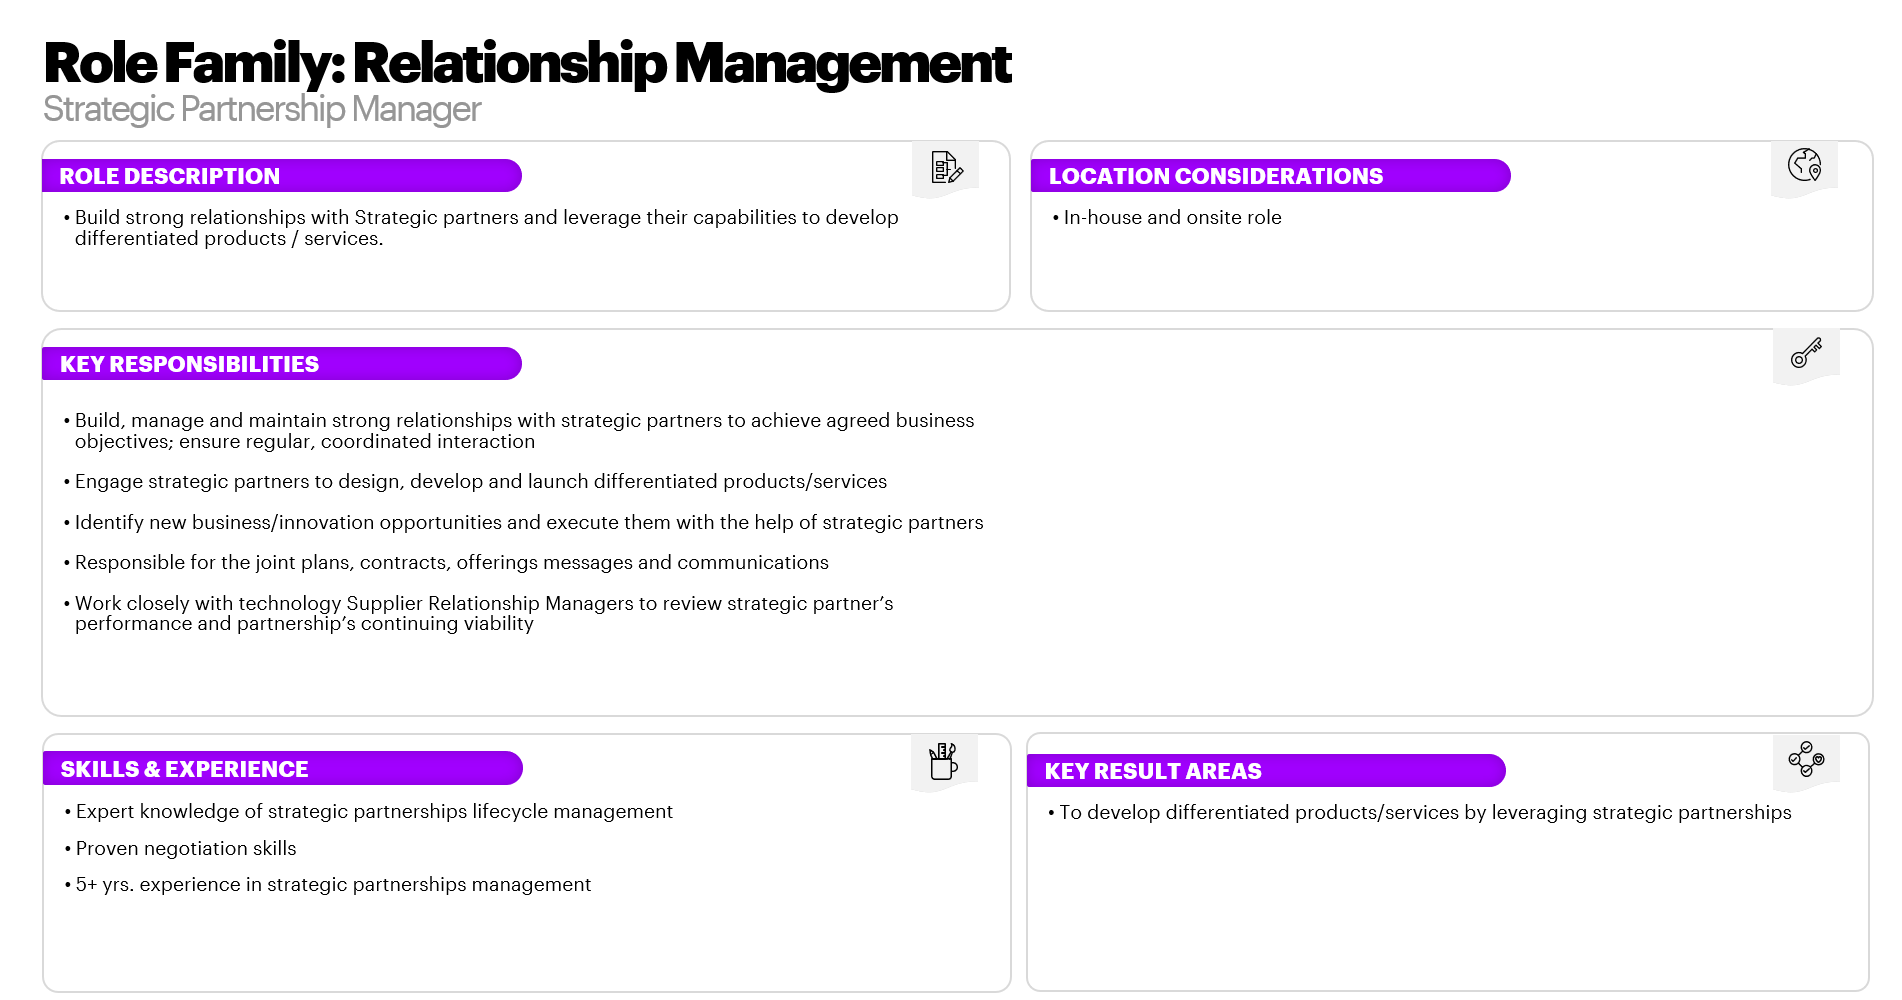 Role Family: Relationship Management
Strategic Partnership Manager
ROLE DESCRIPTION
• Build strong relationships with Strategic partners and leverage their capabilities to develop
differentiated products / services.
LOCATION CONSIDERATIONS
• In-house and onsite role
KEY RESPONSIBILITIES
• Build, manage and maintain strong relationships with strategic partners to achieve agreed business
objectives; ensure regular, coordinated interaction
• Engage strategic partners to design, develop and launch differentiated products/services
• Identify new business/innovation opportunities and execute them with the help of strategic partners
• Responsible for the joint plans, contracts, offerings messages and communications
• Work closely with technology Supplier Relationship Managers to review strategic partner’s
performance and partnership’s continuing viability
SKILLS & EXPERIENCE
• Expert knowledge of strategic partnerships lifecycle management
• Proven negotiation skills
• 5+ yrs. experience in strategic partnerships management
KEY RESULT AREAS
• To develop differentiated products/services by leveraging strategic partnerships